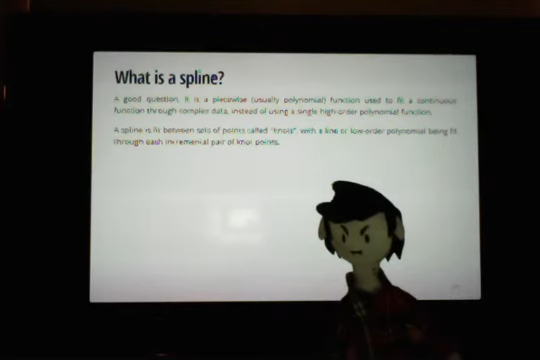 What is a spline?
A good question. It is a piecewise (usually polynomial) function used to fit a continuous
function through complex data, instead of using a single high-order polynomial function.
A spline is fit between sets of points called "knots", with a line or low-order polynomial being fit
through each incremental pair of knot points.